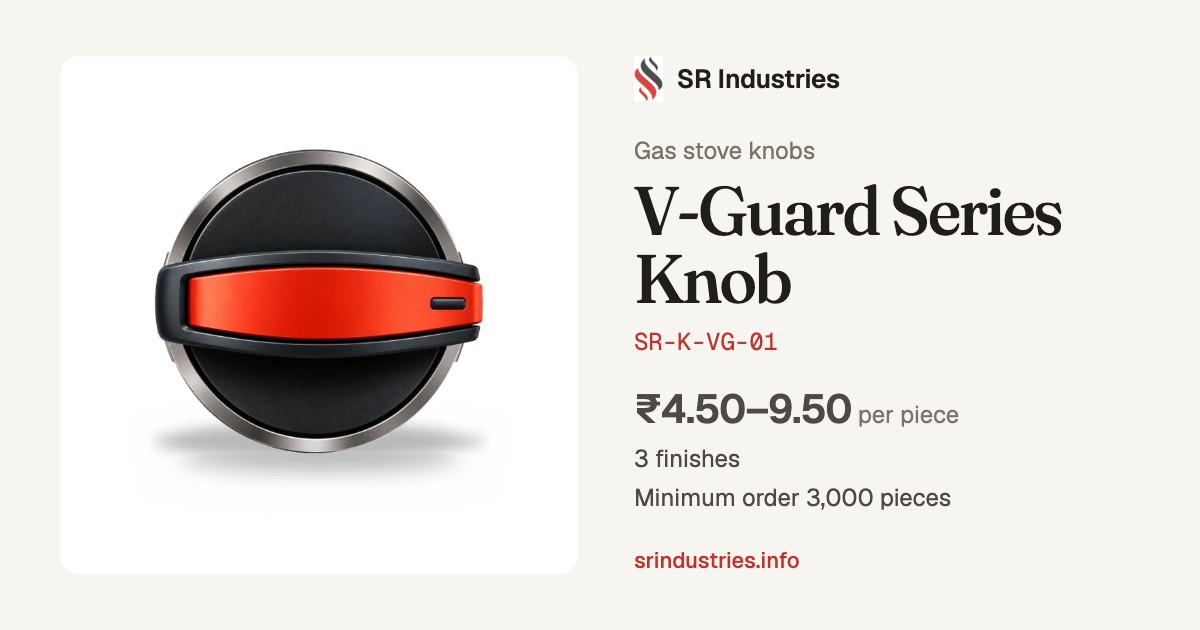 SR Industries
Gas stove knobs
V-Guard Series
Knob
SR-K-VG-01
₹4.50–9.50 per piece
3 finishes
Minimum order 3,000 pieces
srindustries.info